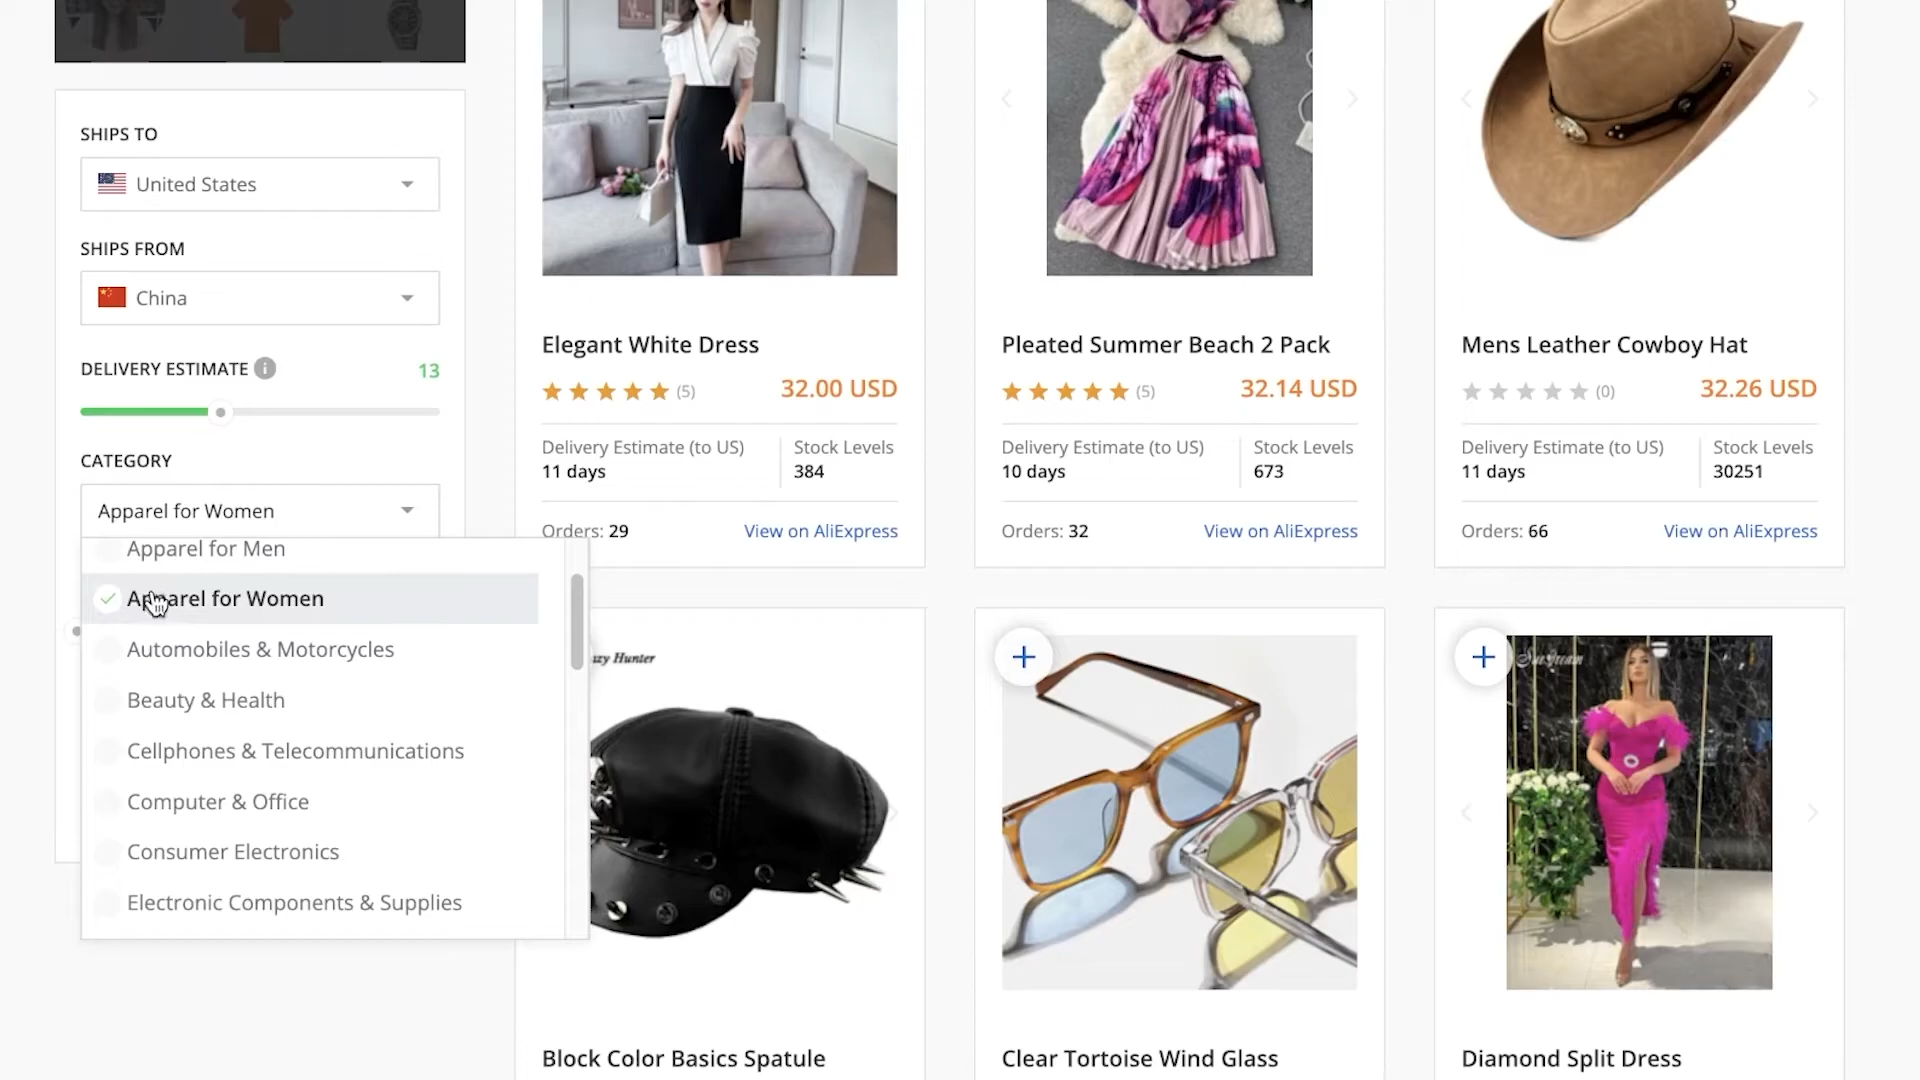 SHIPS TO
United States
SHIPS FROM
China
DELIVERY ESTIMATE i
13
CATEGORY
Apparel for Women
Apparel for Men
Apparel for Women
Automobiles & Motorcycles
Beauty & Health
Cellphones & Telecommunications
Computer & Office
Consumer Electronics
Electronic Components & Supplies
Elegant White Dress
(5)
32.00 USD
Delivery Estimate (to US)
11 days
Stock Levels
384
Orders: 29
View on AliExpress
Pleated Summer Beach 2 Pack
(5)
32.14 USD
Delivery Estimate (to US)
10 days
Stock Levels
673
Orders: 32
View on AliExpress
Mens Leather Cowboy Hat
(0)
32.26 USD
Delivery Estimate (to US)
11 days
Stock Levels
30251
Orders: 66
View on AliExpress
Hunter
Block Color Basics Spatule
Clear Tortoise Wind Glass
Diamond Split Dress